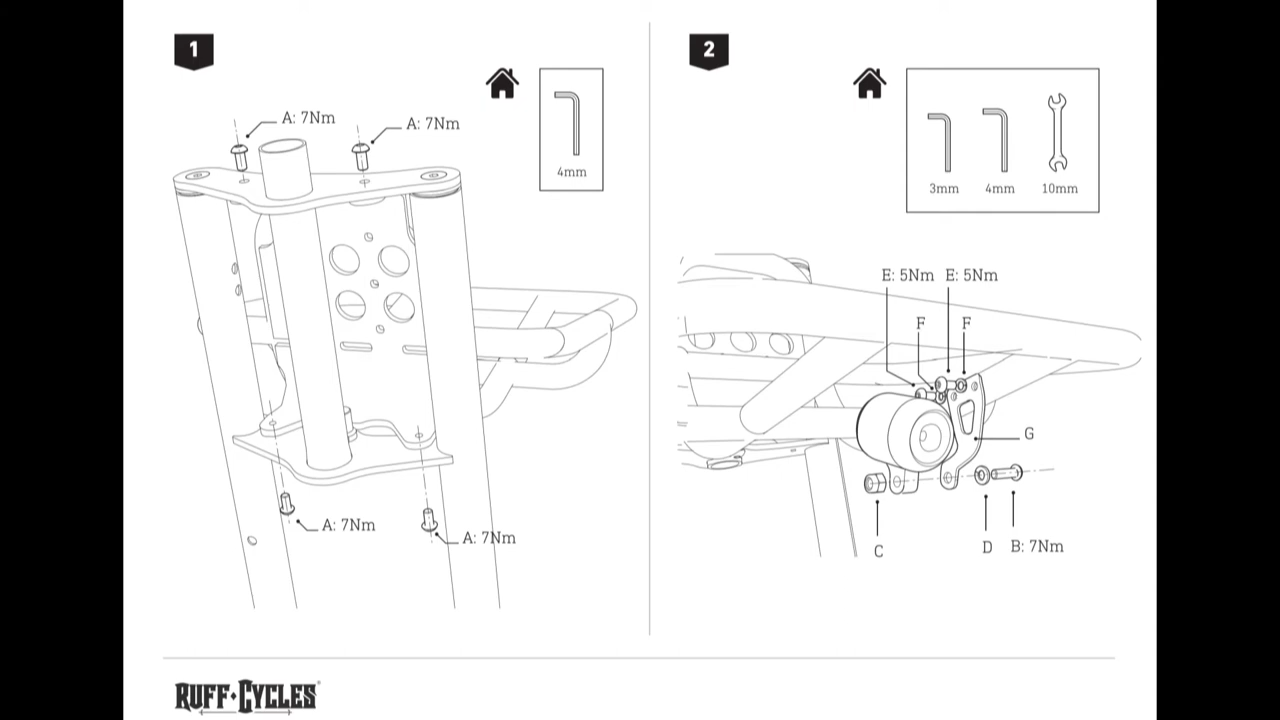 1
A: 7Nm
A: 7Nm
4mm
A: 7Nm
A: 7Nm
2
3mm
4mm
10mm
E: 5Nm
E: 5Nm
F
F
G
C
D
B: 7Nm
RUFF·CYCLES